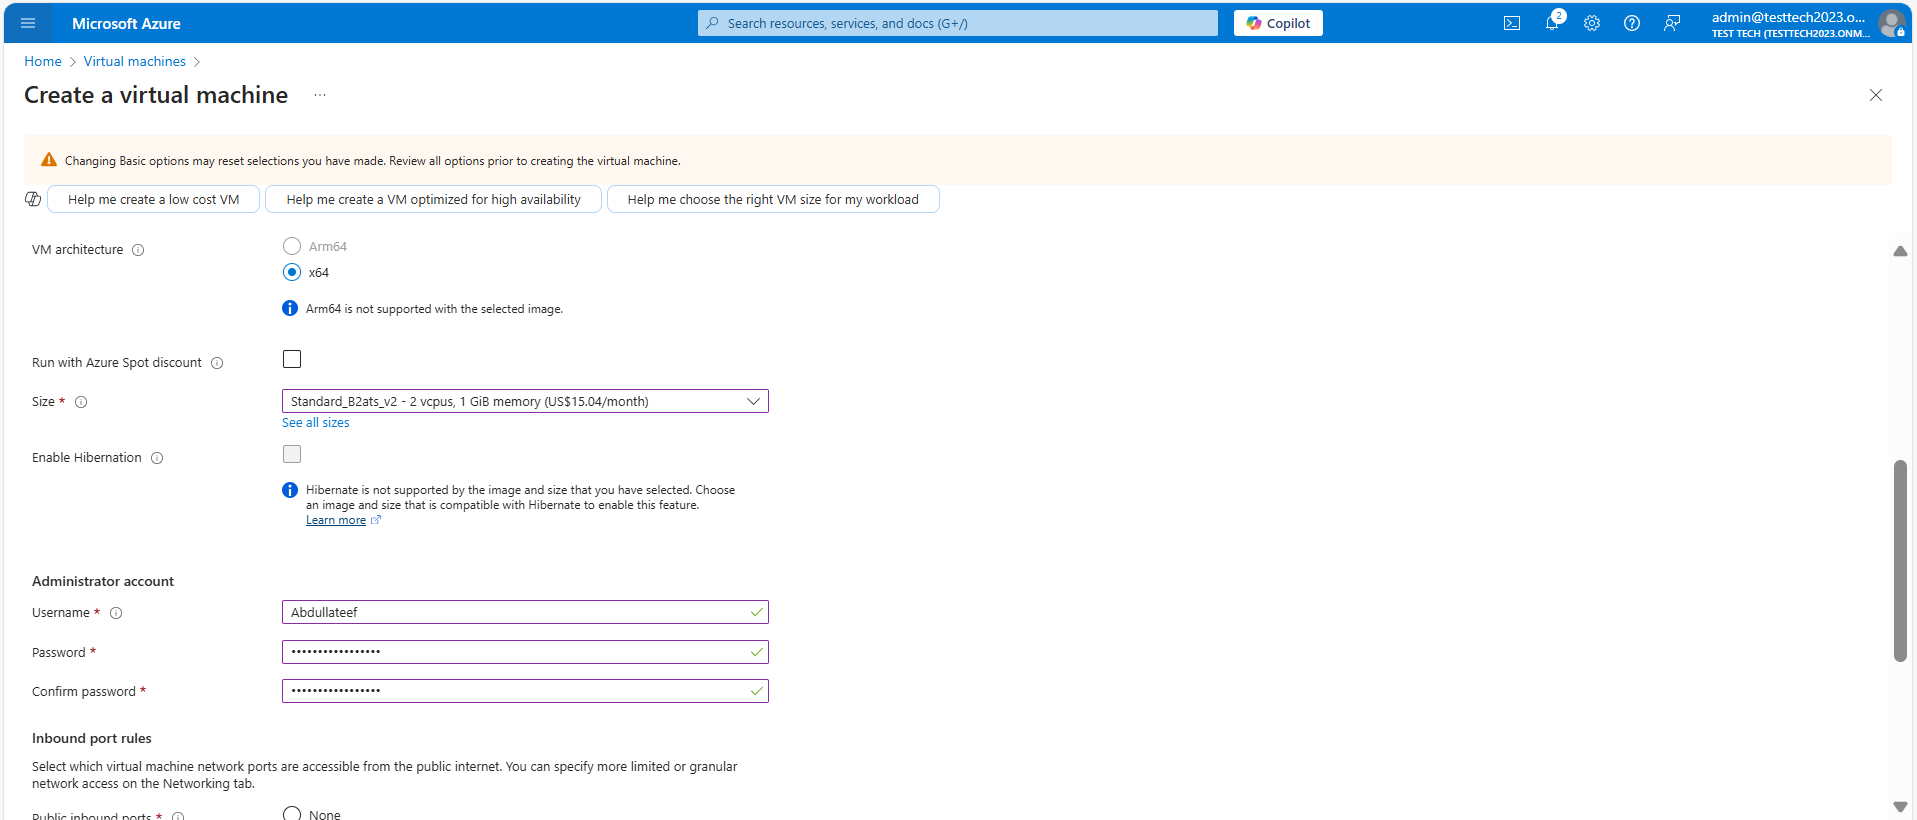 Microsoft Azure
Search resources, services, and docs (G+/)
Copilot
2
admin@testtech2023.o...
TEST TECH (TESTTECH2023.ONM...
Home > Virtual machines >
Create a virtual machine ...
Changing Basic options may reset selections you have made. Review all options prior to creating the virtual machine.
Help me create a low cost VM
Help me create a VM optimized for high availability
Help me choose the right VM size for my workload
VM architecture
Arm64
x64
Arm64 is not supported with the selected image.
Run with Azure Spot discount
Size *
Standard_B2ats_v2 - 2 vcpus, 1 GiB memory (US$15.04/month)
See all sizes
Enable Hibernation
Hibernate is not supported by the image and size that you have selected. Choose
an image and size that is compatible with Hibernate to enable this feature.
Learn more
Administrator account
Username *
Abdullateef
Password *
•••••••••••••••••
Confirm password *
•••••••••••••••••
Inbound port rules
Select which virtual machine network ports are accessible from the public internet. You can specify more limited or granular
network access on the Networking tab.
Public inbound ports *
None